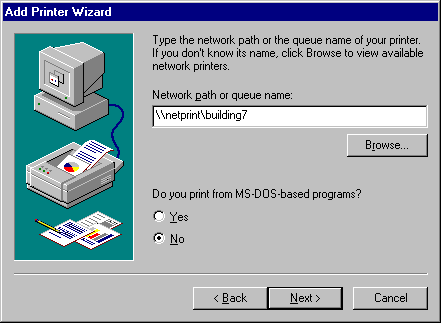 Add Printer Wizard
Type the network path or the queue name of your printer.
If you don't know its name, click Browse to view available
network printers.
Network path or queue name:
\\netprint\building7
Browse...
Do you print from MS-DOS-based programs?
Yes
No
< Back
Next >
Cancel